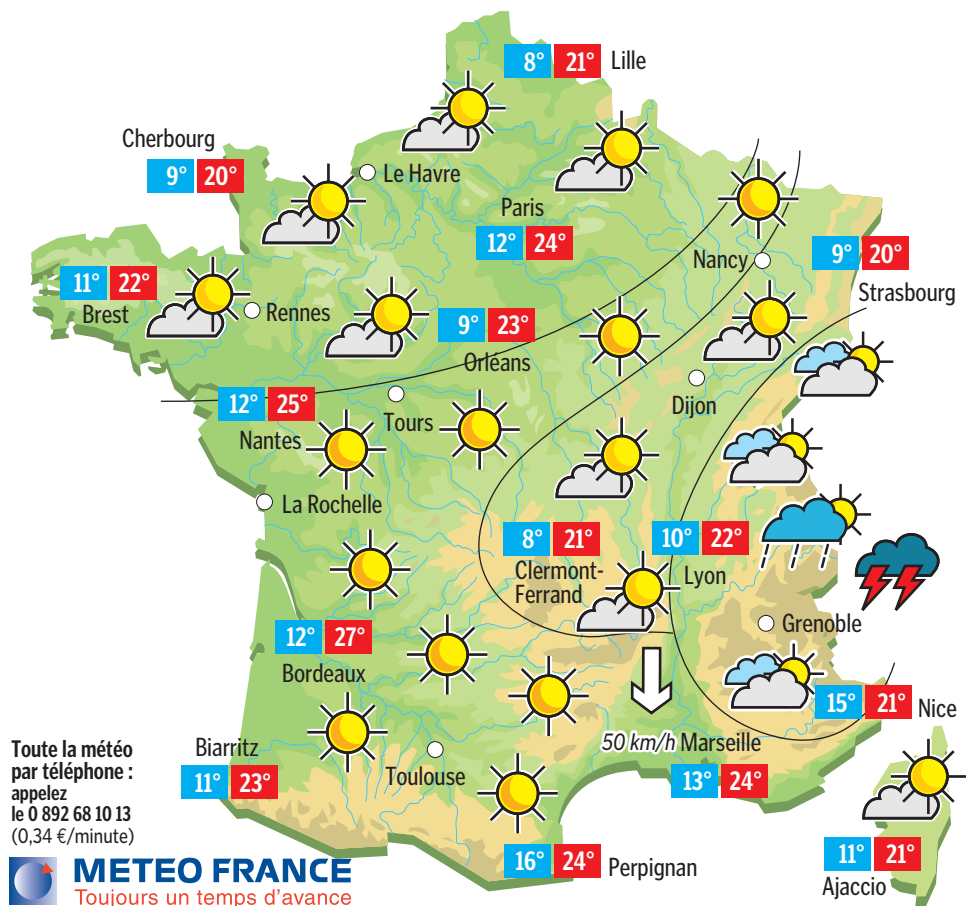 8° 21° Lille
Cherbourg
9° 20°
Le Havre
Paris
12° 24°
Nancy
9° 20°
Strasbourg
11° 22°
Brest
Rennes
9° 23°
Orléans
Dijon
12° 25°
Nantes
Tours
La Rochelle
8° 21°
Clermont-
Ferrand
10° 22°
Lyon
Grenoble
12° 27°
Bordeaux
15° 21° Nice
50 km/h Marseille
13° 24°
Biarritz
11° 23°
Toulouse
16° 24° Perpignan
11° 21°
Ajaccio
Toute la météo
par téléphone :
appelez
le 0 892 68 10 13
(0,34 €/minute)
METEO FRANCE
Toujours un temps d'avance